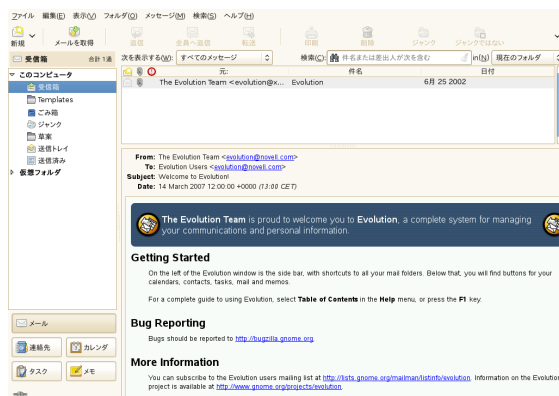 ファイル 編集(E) 表示(V) フォルダ(O) メッセージ(M) 検索(S) ヘルプ(H)
新規 メールを取得 返信 全員へ返信 転送 印刷 削除 ジャンク ジャンクではない
受信箱 合計 1通 次を表示する(W): すべてのメッセージ 検索(C): 件名または差出人が次を含む in(N) 現在のフォルダ
このコンピュータ
受信箱
Templates
ごみ箱
ジャンク
草案
送信トレイ
送信済み
仮想フォルダ
元: 件名 日付
The Evolution Team <evolution@x... Evolution 6月 25 2002
From: The Evolution Team <evolution@novell.com>
To: Evolution Users <evolution@novell.com>
Subject: Welcome to Evolution!
Date: 14 March 2007 12:00:00 +0000 (13:00 CET)
The Evolution Team is proud to welcome you to Evolution, a complete system for managing
your communications and personal information.
Getting Started
On the left of the Evolution window is the side bar, with shortcuts to all your mail folders. Below that, you will find buttons for your
calendars, contacts, tasks, mail and memos.
For a complete guide to using Evolution, select Table of Contents in the Help menu, or press the F1 key.
Bug Reporting
Bugs should be reported to http://bugzilla.gnome.org.
More Information
You can subscribe to the Evolution users mailing list at http://lists.gnome.org/mailman/listinfo/evolution. Information on the Evolution
project is available at http://www.gnome.org/projects/evolution.
メール
連絡先 カレンダ
タスク メモ